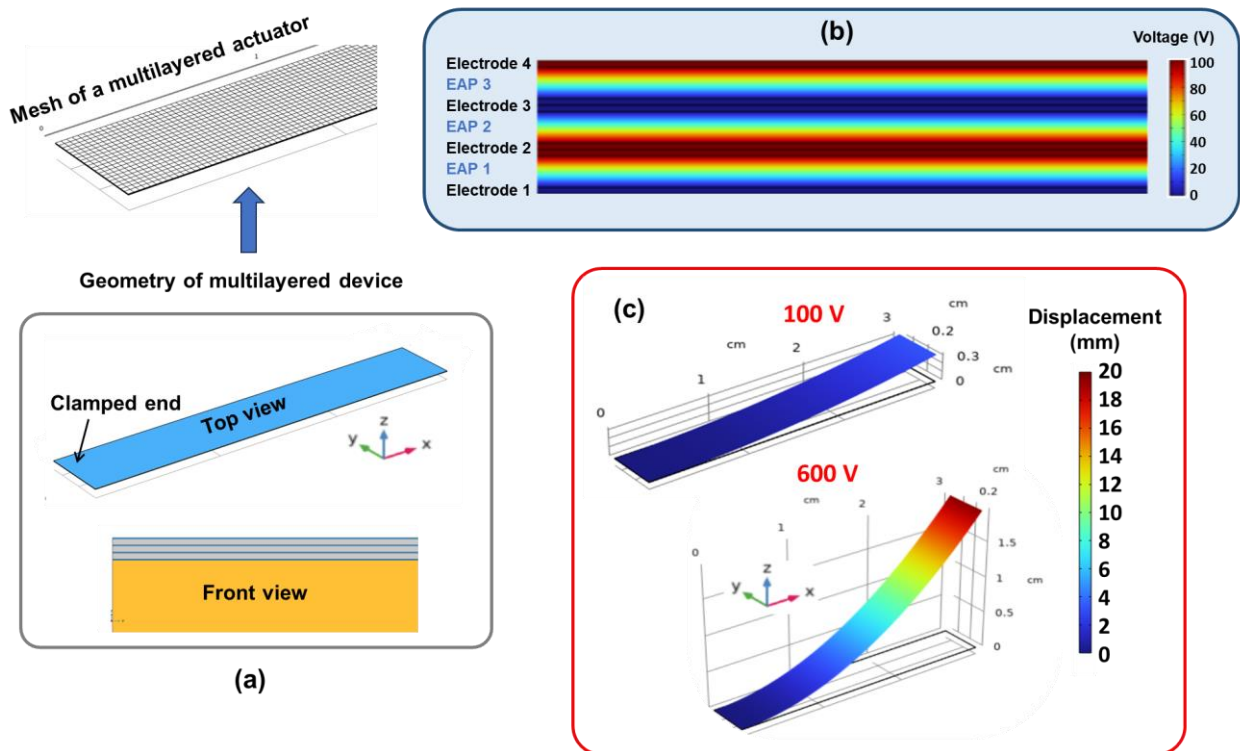 Mesh of a multilayered actuator
0
1
Geometry of multilayered device
Clamped end
Top view
z
y
x
Front view
(a)
(b)
Voltage (V)
Electrode 4
EAP 3
Electrode 3
EAP 2
Electrode 2
EAP 1
Electrode 1
100
80
60
40
20
0
(c)
100 V
cm
3
0.2
cm
2
0.3
cm
1
0
0
600 V
3
0.2
cm
2
1.5
1
1
cm
0
0.5
0
z
y
x
Displacement
(mm)
20
18
16
14
12
10
8
6
4
2
0